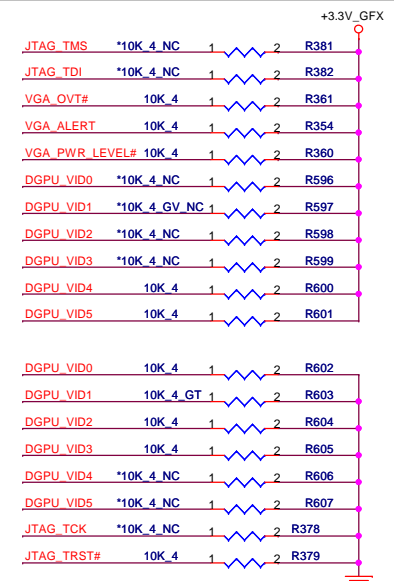 +3.3V_GFX
JTAG_TMS *10K_4_NC 1 2 R381
JTAG_TDI *10K_4_NC 1 2 R382
VGA_OVT# 10K_4 1 2 R361
VGA_ALERT 10K_4 1 2 R354
VGA_PWR_LEVEL# 10K_4 1 2 R360
DGPU_VID0 *10K_4_NC 1 2 R596
DGPU_VID1 *10K_4_GV_NC 1 2 R597
DGPU_VID2 *10K_4_NC 1 2 R598
DGPU_VID3 *10K_4_NC 1 2 R599
DGPU_VID4 10K_4 1 2 R600
DGPU_VID5 10K_4 1 2 R601
DGPU_VID0 10K_4 1 2 R602
DGPU_VID1 10K_4_GT 1 2 R603
DGPU_VID2 10K_4 1 2 R604
DGPU_VID3 10K_4 1 2 R605
DGPU_VID4 *10K_4_NC 1 2 R606
DGPU_VID5 *10K_4_NC 1 2 R607
JTAG_TCK *10K_4_NC 1 2 R378
JTAG_TRST# 10K_4 1 2 R379